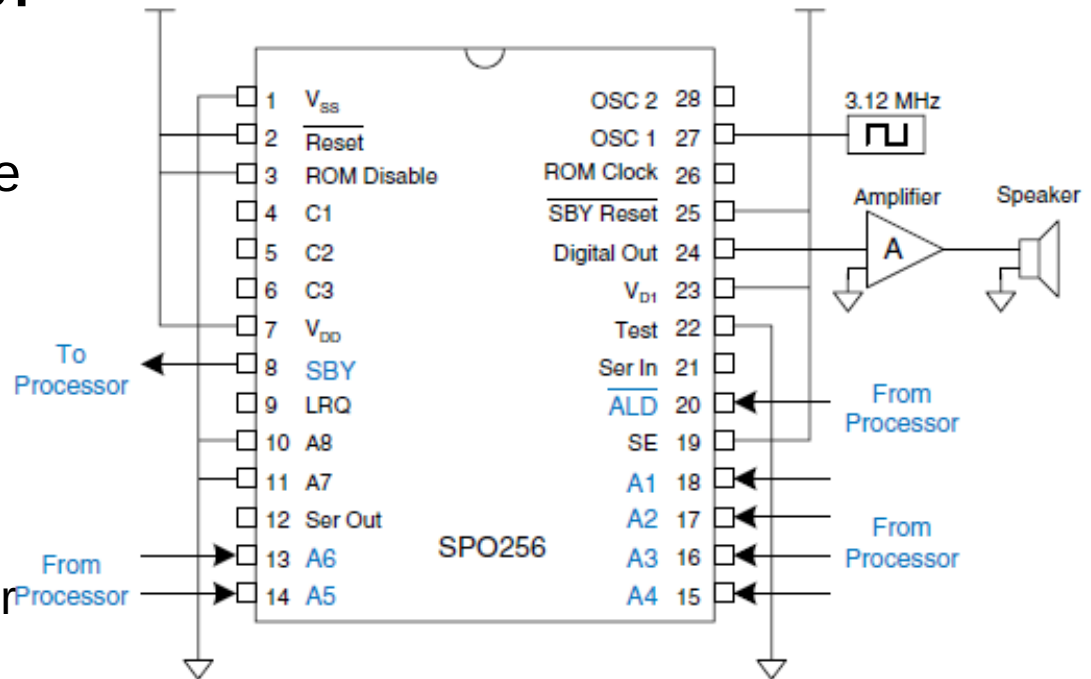 1 VSS
2 Reset
3 ROM Disable
4 C1
5 C2
6 C3
7 VDD
8 SBY
9 LRQ
10 A8
11 A7
12 Ser Out
13 A6
14 A5
To
Processor
From
Processor
SPO256
OSC 2 28
OSC 1 27
ROM Clock 26
SBY Reset 25
Digital Out 24
VD1 23
Test 22
Ser In 21
ALD 20
SE 19
A1 18
A2 17
A3 16
A4 15
3.12 MHz
Amplifier
A
Speaker
From
Processor
From
Processor
e
r